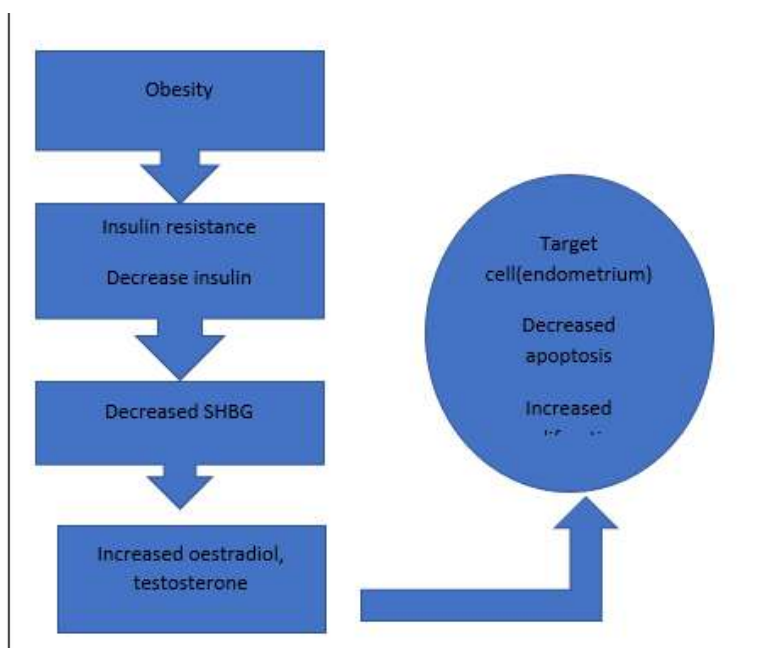 Obesity
Insulin resistance
Decrease insulin
Decreased SHBG
Increased oestradiol,
testosterone
Target
cell(endometrium)
Decreased
apoptosis
Increased